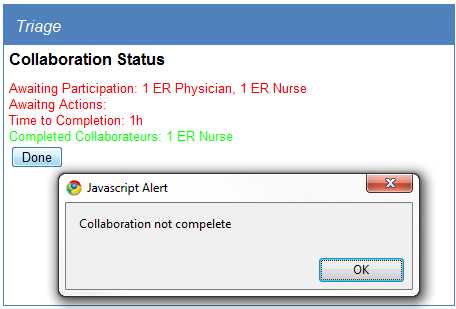 Triage
Collaboration Status
Awaiting Participation: 1 ER Physician, 1 ER Nurse
Awaitng Actions:
Time to Completion: 1h
Completed Collaborateurs: 1 ER Nurse
Done
Javascript Alert
Collaboration not compelete
OK